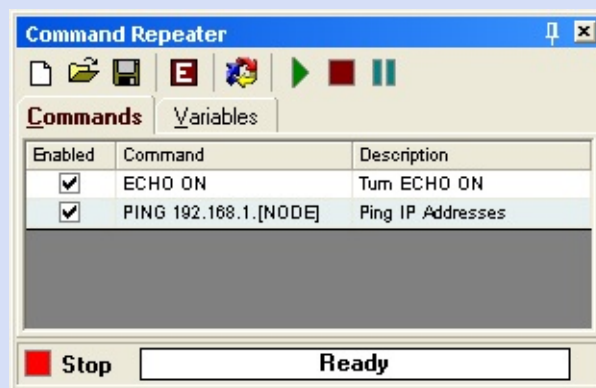 Command Repeater
E
Commands Variables
Enabled Command Description
ECHO ON Turn ECHO ON
PING 192.168.1.[NODE] Ping IP Addresses
Stop Ready